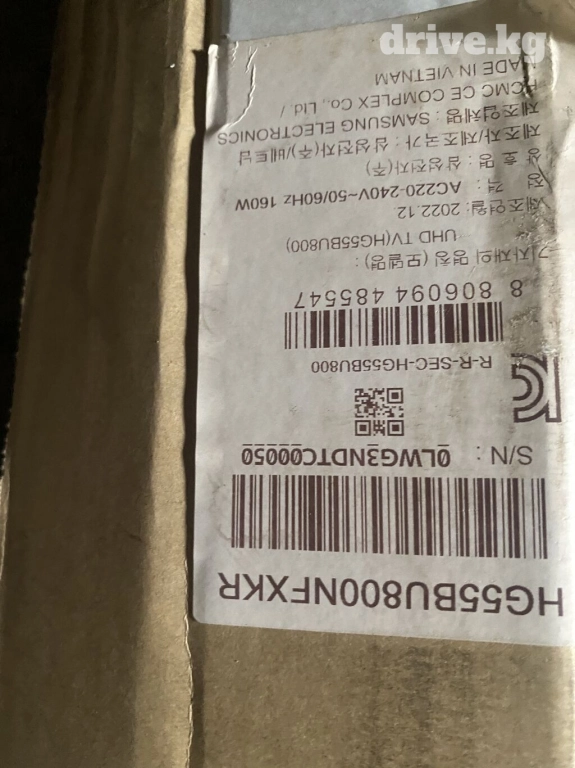 drive.kg
HG55BU800NFXKR
S/N : 0LWG3NDTC00050
R-R-SEC-HG55BU800
8 806094 485547
기자재의 명칭 (모델명) :
UHD TV(HG55BU800)
제조연월: 2022.12
정 격 : AC220-240V~50/60Hz 160W
상 호 명 : 삼성전자(주)
제조자/제조국가 : 삼성전자(주)/베트남
제조업체명 : SAMSUNG ELECTRONICS
HCMC CE COMPLEX Co., Ltd /
MADE IN VIETNAM